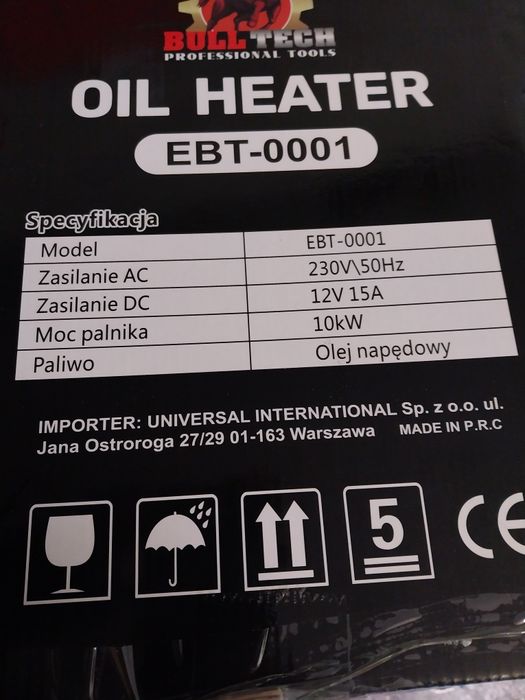 BULL TECH
PROFESSIONAL TOOLS
OIL HEATER
EBT-0001
Specyfikacja
Model EBT-0001
Zasilanie AC 230V\50Hz
Zasilanie DC 12V 15A
Moc palnika 10kW
Paliwo Olej napędowy
IMPORTER: UNIVERSAL INTERNATIONAL Sp. z o.o. ul.
Jana Ostroroga 27/29 01-163 Warszawa MADE IN P.R.C
5
CE